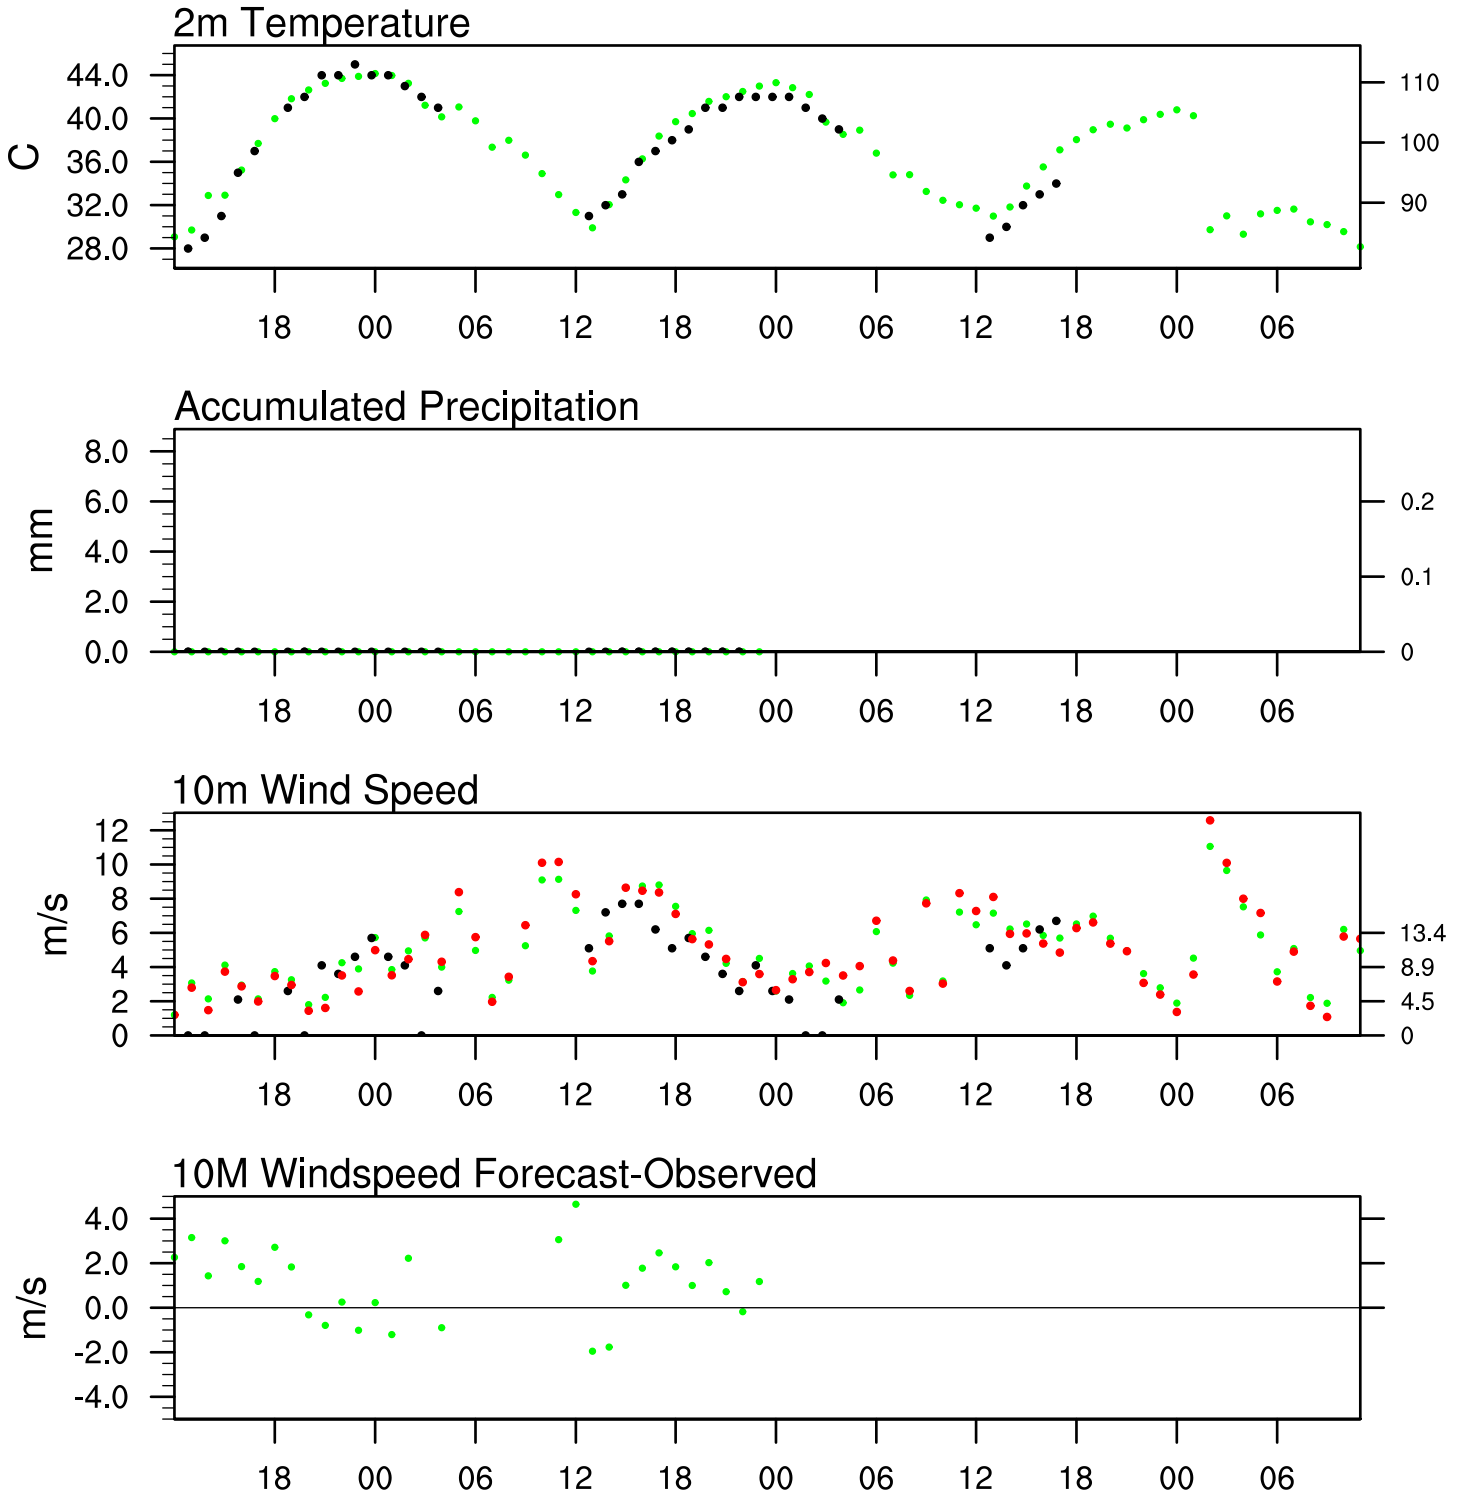 2m Temperature
44.0
40.0
36.0
32.0
28.0
C
110
100
90
18 00 06 12 18 00 06 12 18 00 06
Accumulated Precipitation
8.0
6.0
4.0
2.0
0.0
mm
0.2
0.1
0
18 00 06 12 18 00 06 12 18 00 06
10m Wind Speed
12
10
8
6
4
2
0
m/s
13.4
8.9
4.5
0
18 00 06 12 18 00 06 12 18 00 06
10M Windspeed Forecast-Observed
4.0
2.0
0.0
-2.0
-4.0
m/s
18 00 06 12 18 00 06 12 18 00 06